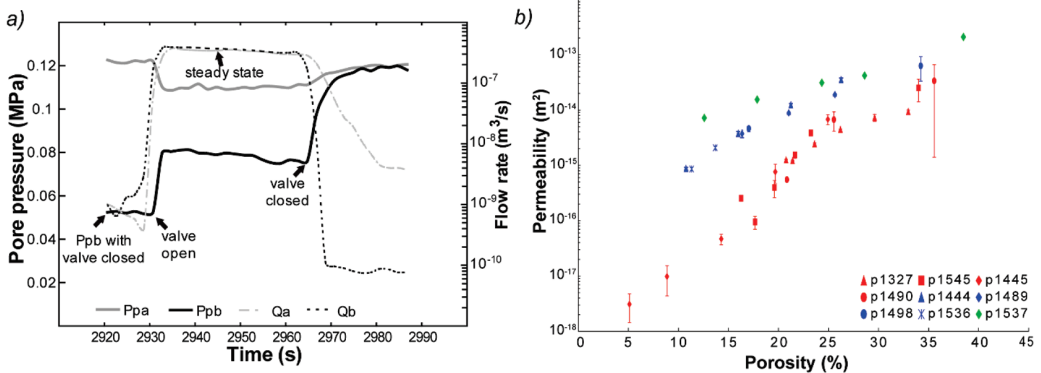 a)
Pore pressure (MPa)
0.12
0.1
0.08
0.06
0.04
0.02
steady state
valve
closed
Ppb with
valve closed
valve
open
Ppa Ppb Qa Qb
2920 2930 2940 2950 2960 2970 2980 2990
Time (s)
10-7
10-8
10-9
10-10
Flow rate (m3/s)
b)
Permeability (m2)
10-13
10-14
10-15
10-16
10-17
10-18
p1327 p1545 p1445
p1490 p1444 p1489
p1498 p1536 p1537
0 5 10 15 20 25 30 35 40 45
Porosity (%)